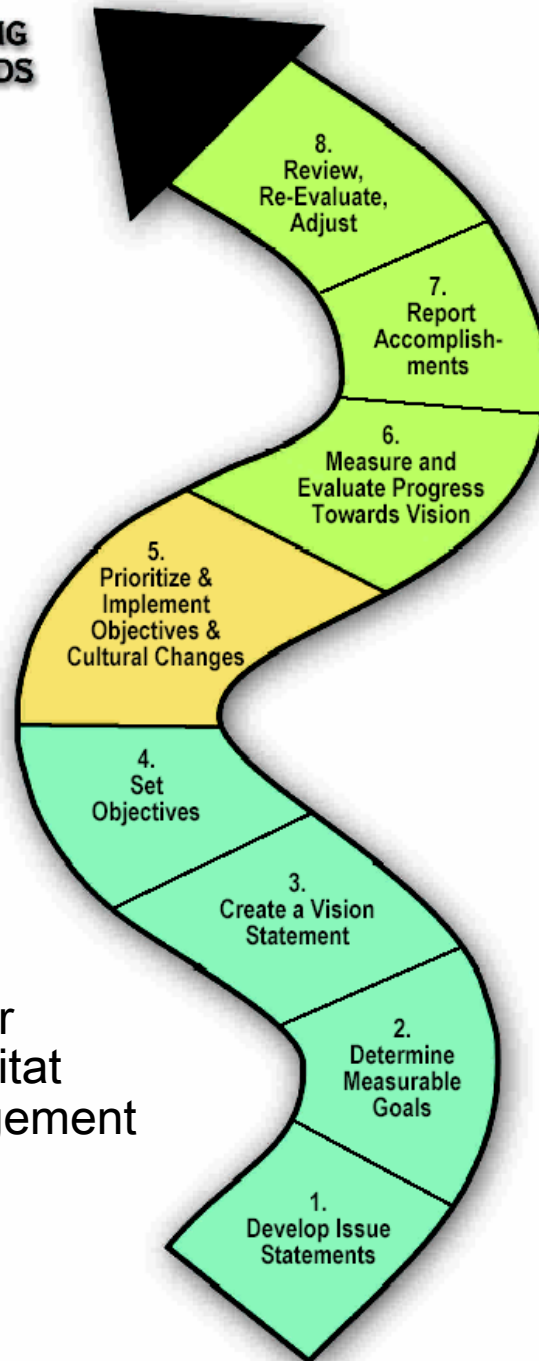 8.
Review,
Re-Evaluate,
Adjust
7.
Report
Accomplish-
ments
6.
Measure and
Evaluate Progress
Towards Vision
5.
Prioritize &
Implement
Objectives &
Cultural Changes
4.
Set
Objectives
3.
Create a Vision
Statement
2.
Determine
Measurable
Goals
1.
Develop Issue
Statements